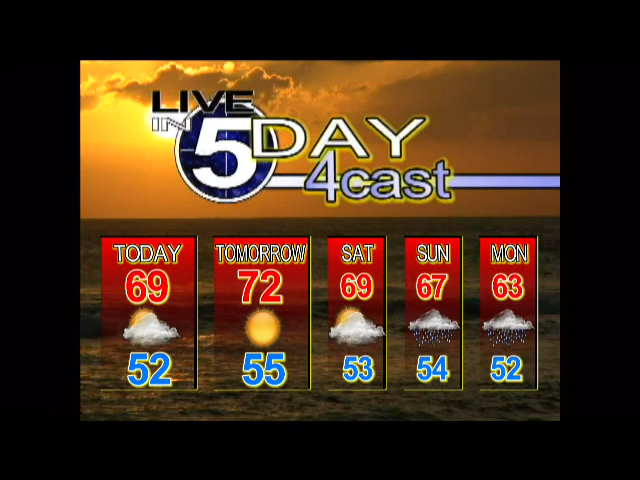 LIVE
IN 5 DAY
4cast
TODAY TOMORROW SAT SUN MON
69 72 69 67 63
52 55 53 54 52